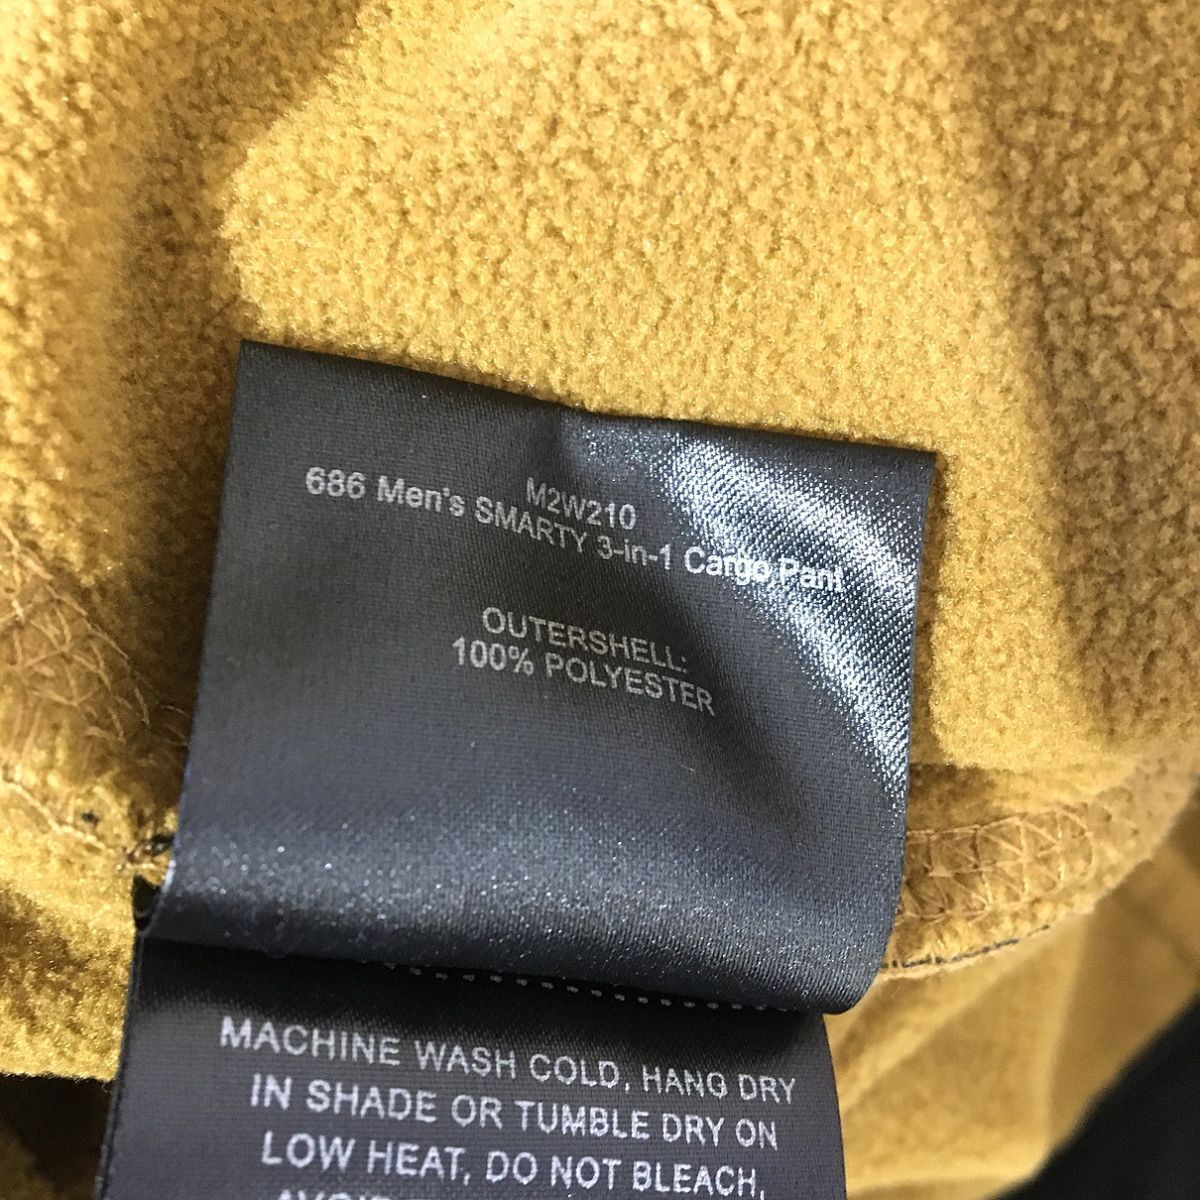 M2W210
686 Men's SMARTY 3-in-1 Cargo Pant
OUTERSHELL:
100% POLYESTER
MACHINE WASH COLD, HANG DRY
IN SHADE OR TUMBLE DRY ON
LOW HEAT, DO NOT BLEACH,